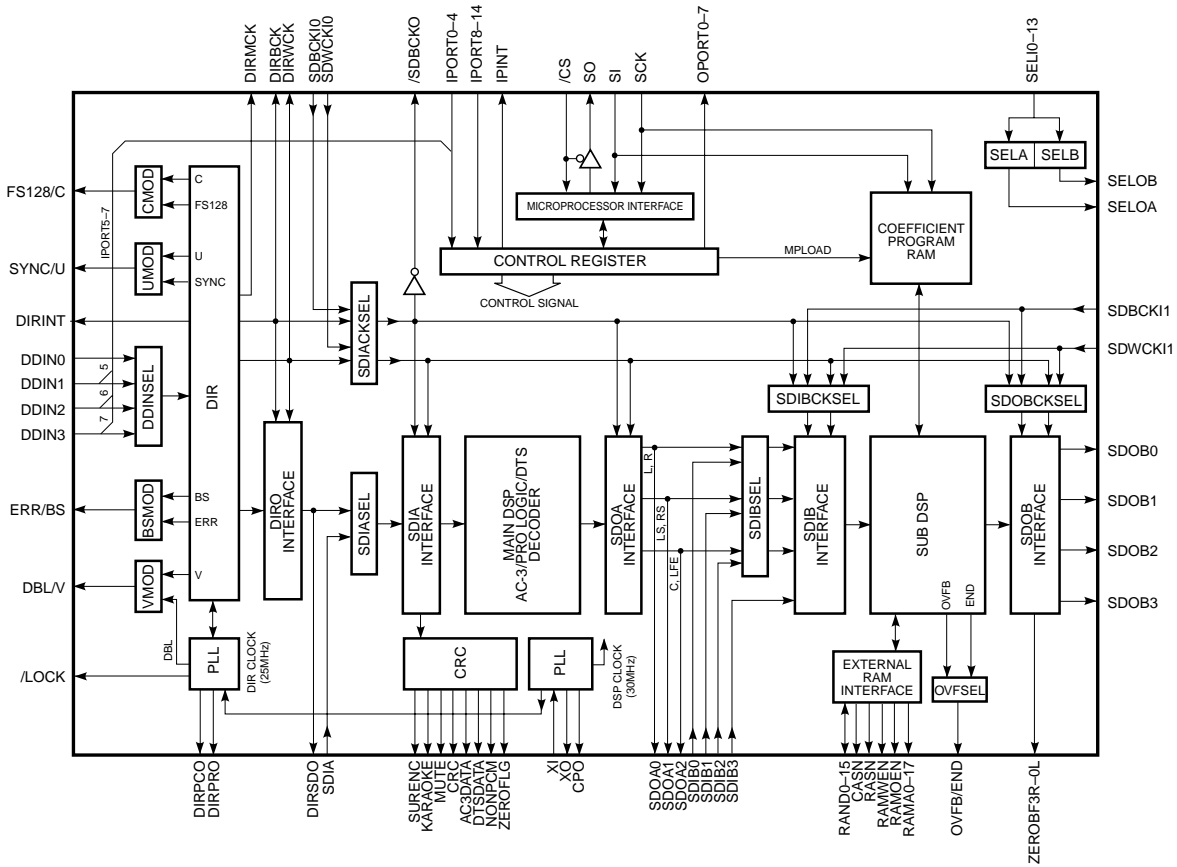 DIRMCK
DIRBCK
DIRWCK
SDBCKI0
SDWCKI0
/SDBCKO
IPORT0–4
IPORT8–14
IPINT
/CS
SO
SI
SCK
OPORT0–7
SELI0–13
FS128/C
SYNC/U
DIRINT
DDIN0
DDIN1
DDIN2
DDIN3
ERR/BS
DBL/V
/LOCK
CMOD
C
FS128
IPORT5–7
UMOD
U
SYNC
5
6
7
DDINSEL
DIR
BSMOD
BS
ERR
VMOD
V
DBL
PLL
DIR CLOCK
(25MHz)
SDIACKSEL
DIRO
INTERFACE
SDIASEL
SDIA
INTERFACE
MAIN DSP
AC-3/PRO LOGIC/DTS
DECODER
SDOA
INTERFACE
L, R
LS, RS
C, LFE
SDIBSEL
SDIB
INTERFACE
SUB DSP
OVFB
END
SDOB
INTERFACE
MICROPROCESSOR INTERFACE
CONTROL REGISTER
CONTROL SIGNAL
MPLOAD
COEFFICIENT
PROGRAM
RAM
SELA
SELB
SELOB
SELOA
SDBCKI1
SDWCKI1
SDIBCKSEL
SDOBCKSEL
SDOB0
SDOB1
SDOB2
SDOB3
CRC
PLL
DSP CLOCK
(30MHz)
EXTERNAL
RAM
INTERFACE
OVFSEL
DIRPCO
DIRPRO
DIRSDO
SDIA
SURENC
KARAOKE
MUTE
CRC
AC3DATA
DTSDATA
NONPCM
ZEROFLG
XI
XO
CPO
SDOA0
SDOA1
SDOA2
SDIB0
SDIB1
SDIB2
SDIB3
RAND0–15
CASN
RASN
RAMWEN
RAMOEN
RAMA0–17
OVFB/END
ZEROBF3R–0L